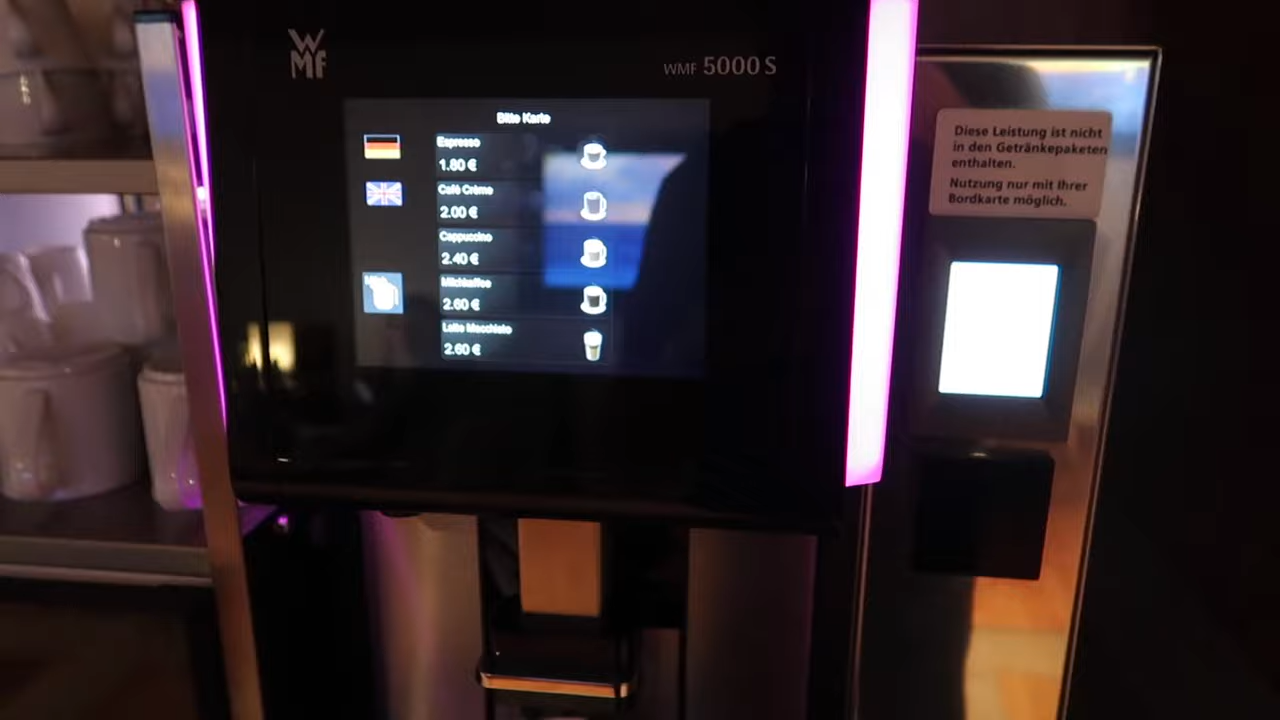 WMF
WMF 5000 S
Bitte Karte
Espresso
1.80 €
Café Crème
2.00 €
Cappuccino
2.40 €
Milchkaffee
2.60 €
Latte Macchiato
2.60 €
Diese Leistung ist nicht
in den Getränkepaketen
enthalten.
Nutzung nur mit Ihrer
Bordkarte möglich.